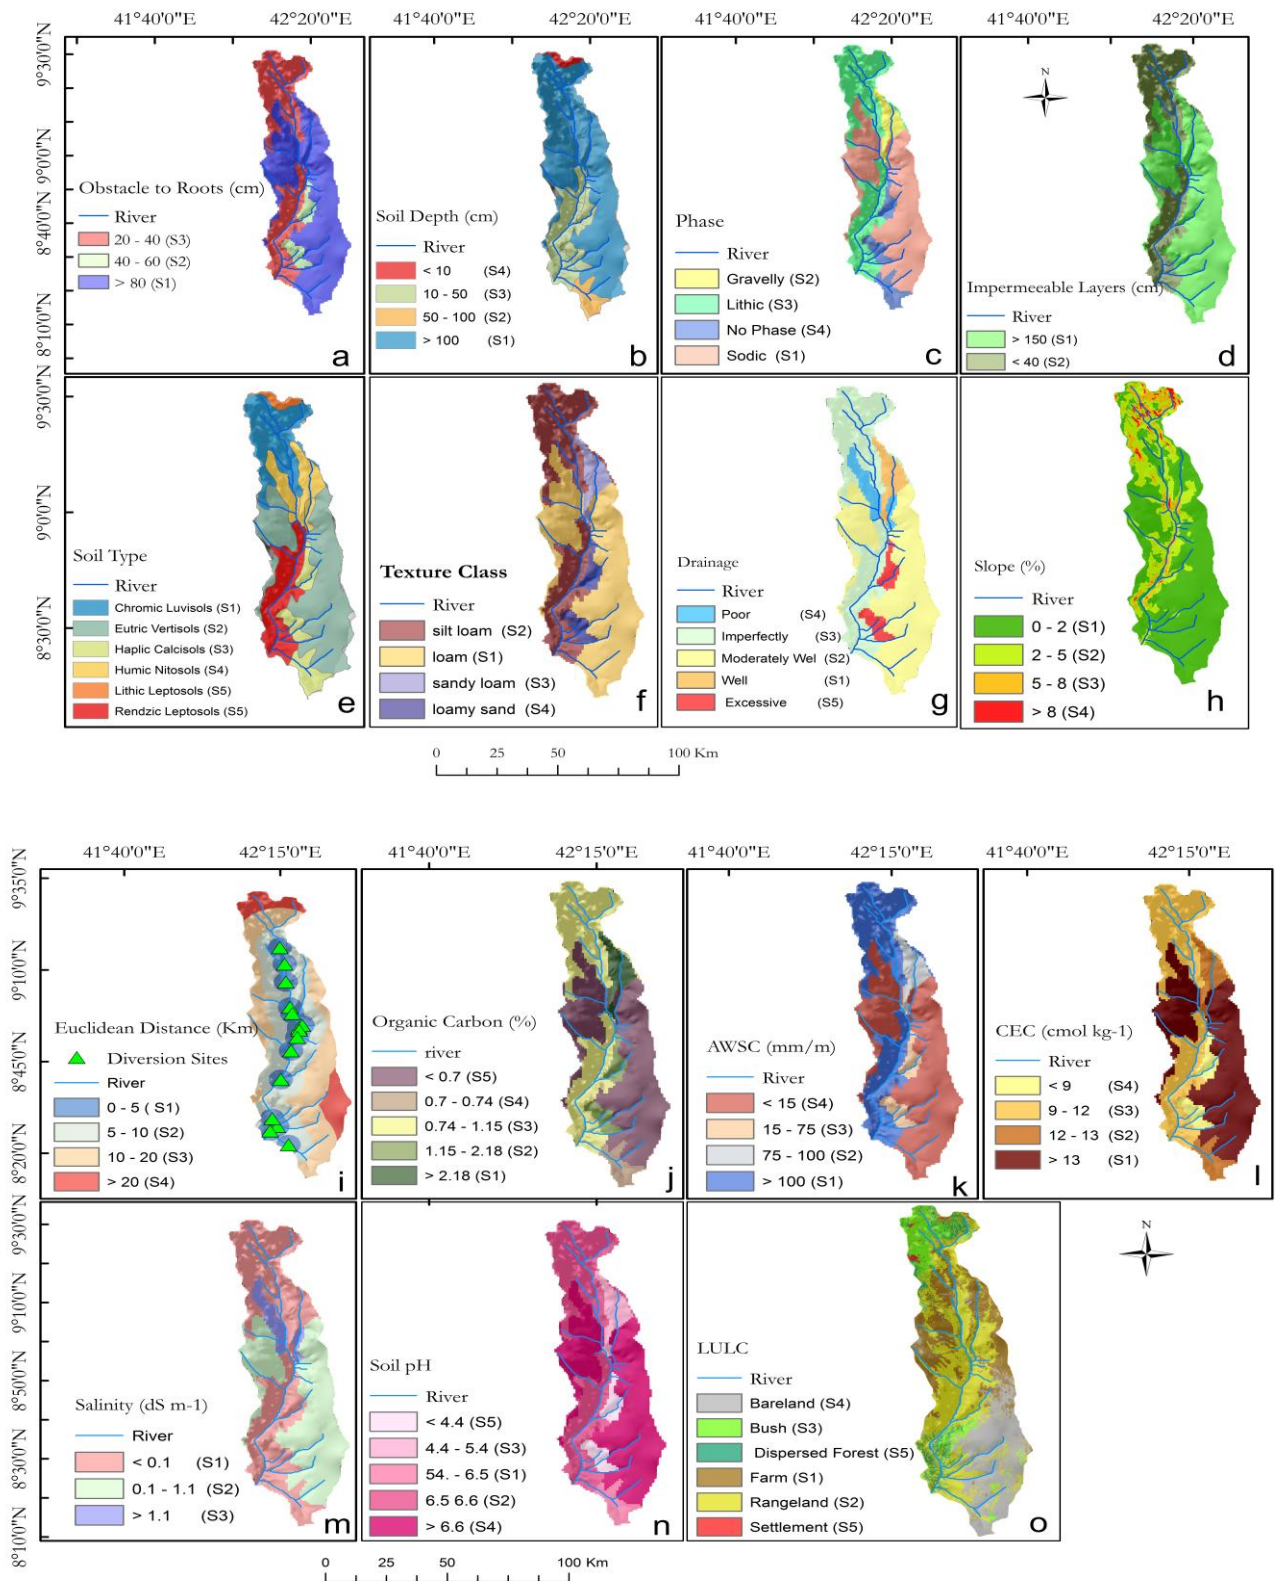 41°40'0"E 42°20'0"E 41°40'0"E 42°20'0"E 41°40'0"E 42°20'0"E 41°40'0"E 42°20'0"E
9°30'0"N
9°0'0"N
8°40'0"N
8°10'0"N
Obstacle to Roots (cm)
River
20 - 40 (S3)
40 - 60 (S2)
> 80 (S1)
a
Soil Depth (cm)
River
< 10 (S4)
10 - 50 (S3)
50 - 100 (S2)
> 100 (S1)
b
Phase
River
Gravelly (S2)
Lithic (S3)
No Phase (S4)
Sodic (S1)
c
N
Impermeeable Layers (cm)
River
> 150 (S1)
< 40 (S2)
d
9°30'0"N
9°0'0"N
8°30'0"N
Soil Type
River
Chromic Luvisols (S1)
Eutric Vertisols (S2)
Haplic Calcisols (S3)
Humic Nitosols (S4)
Lithic Leptosols (S5)
Rendzic Leptosols (S5)
e
Texture Class
River
silt loam (S2)
loam (S1)
sandy loam (S3)
loamy sand (S4)
f
Drainage
River
Poor (S4)
Imperfectly (S3)
Moderately Wel (S2)
Well (S1)
Excessive (S5)
g
Slope (%)
River
0 - 2 (S1)
2 - 5 (S2)
5 - 8 (S3)
> 8 (S4)
h
0 25 50 100 Km
41°40'0"E 42°15'0"E 41°40'0"E 42°15'0"E 41°40'0"E 42°15'0"E 41°40'0"E 42°15'0"E
9°35'0"N
9°10'0"N
8°45'0"N
8°20'0"N
Euclidean Distance (Km)
Diversion Sites
River
0 - 5 ( S1)
5 - 10 (S2)
10 - 20 (S3)
> 20 (S4)
i
Organic Carbon (%)
river
< 0.7 (S5)
0.7 - 0.74 (S4)
0.74 - 1.15 (S3)
1.15 - 2.18 (S2)
> 2.18 (S1)
j
AWSC (mm/m)
River
< 15 (S4)
15 - 75 (S3)
75 - 100 (S2)
> 100 (S1)
k
CEC (cmol kg-1)
River
< 9 (S4)
9 - 12 (S3)
12 - 13 (S2)
> 13 (S1)
l
9°30'0"N
9°10'0"N
8°50'0"N
8°30'0"N
8°10'0"N
Salinity (dS m-1)
River
< 0.1 (S1)
0.1 - 1.1 (S2)
> 1.1 (S3)
m
Soil pH
River
< 4.4 (S5)
4.4 - 5.4 (S3)
54. - 6.5 (S1)
6.5 6.6 (S2)
> 6.6 (S4)
n
LULC
River
Bareland (S4)
Bush (S3)
Dispersed Forest (S5)
Farm (S1)
Rangeland (S2)
Settlement (S5)
o
N
0 25 50 100 Km